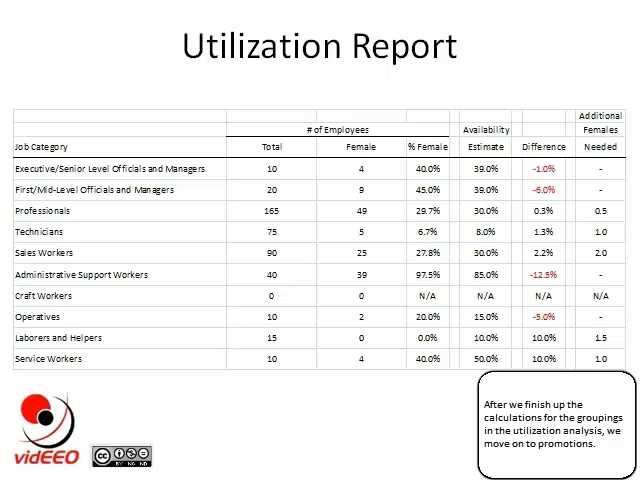 Utilization Report
Additional
# of Employees Availability Females
Job Category Total Female % Female Estimate Difference Needed
Executive/Senior Level Officials and Managers 10 4 40.0% 39.0% -1.0% -
First/Mid-Level Officials and Managers 20 9 45.0% 39.0% -6.0% -
Professionals 165 49 29.7% 30.0% 0.3% 0.5
Technicians 75 5 6.7% 8.0% 1.3% 1.0
Sales Workers 90 25 27.8% 30.0% 2.2% 2.0
Administrative Support Workers 40 39 97.5% 85.0% -12.5% -
Craft Workers 0 0 N/A N/A N/A N/A
Operatives 10 2 20.0% 15.0% -5.0% -
Laborers and Helpers 15 0 0.0% 10.0% 10.0% 1.5
Service Workers 10 4 40.0% 50.0% 10.0% 1.0
After we finish up the
calculations for the groupings
in the utilization analysis, we
move on to promotions.
vidEEO
cc
BY NC ND